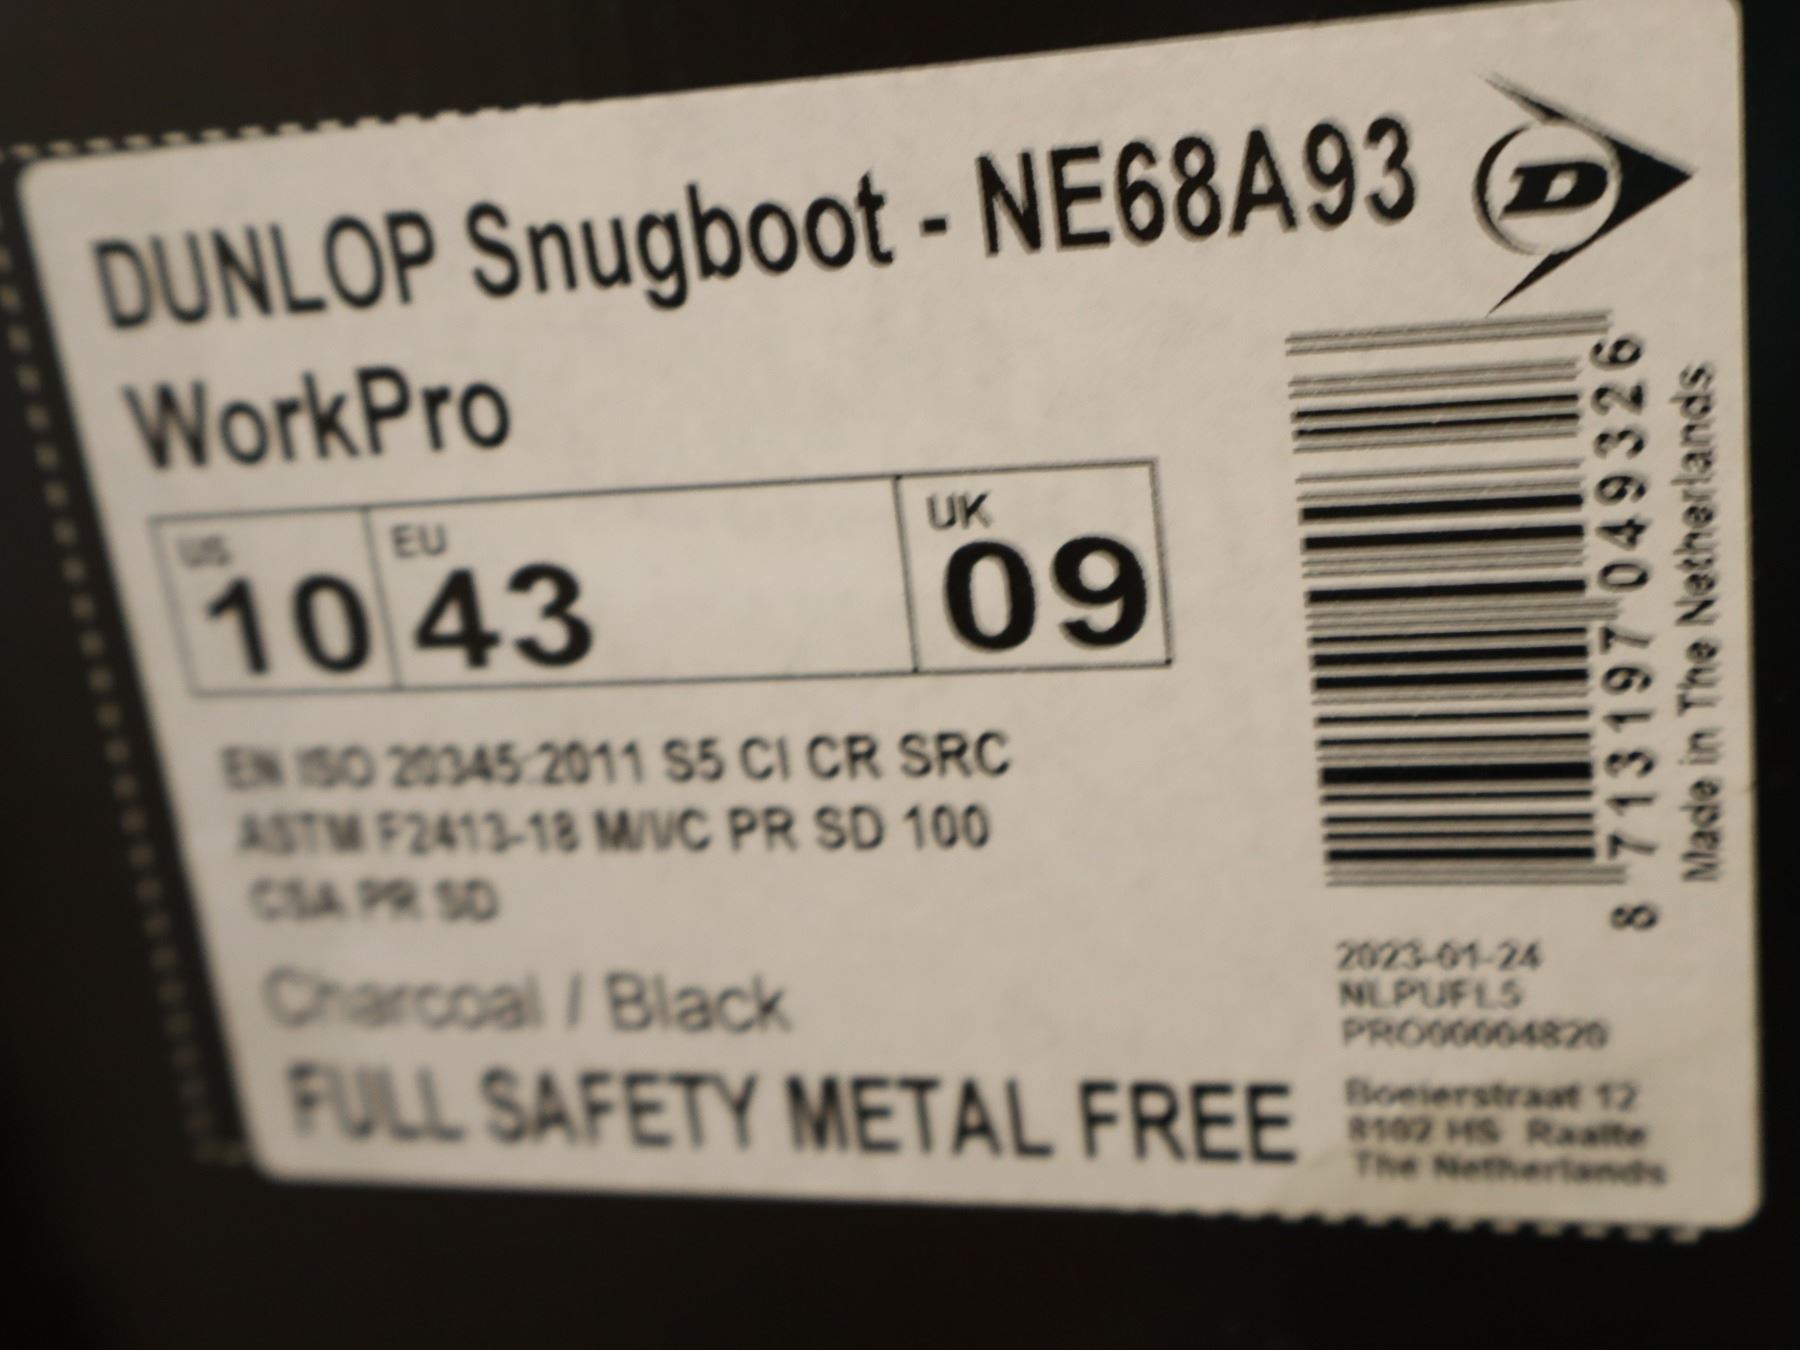 DUNLOP Snugboot - NE68A93
D
WorkPro
US
10
EU
43
UK
09
EN ISO 20345:2011 S5 CI CR SRC
ASTM F2413-18 M/I/C PR SD 100
CSA PR SD
Charcoal / Black
FULL SAFETY METAL FREE
8 713197 049326
Made in The Netherlands
2023-01-24
NLPUFL5
PRO00004820
Boeierstraat 12
8102 HS Raalte
The Netherlands